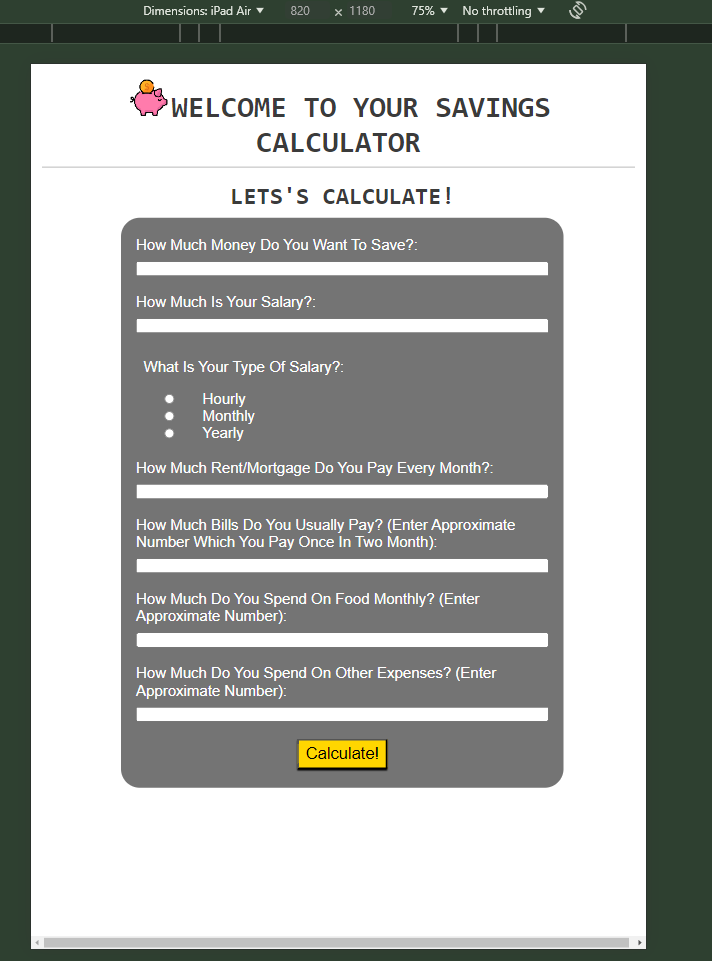 Dimensions: iPad Air 820 × 1180 75% No throttling
WELCOME TO YOUR SAVINGS
CALCULATOR
LETS'S CALCULATE!
How Much Money Do You Want To Save?:
How Much Is Your Salary?:
What Is Your Type Of Salary?:
Hourly
Monthly
Yearly
How Much Rent/Mortgage Do You Pay Every Month?:
How Much Bills Do You Usually Pay? (Enter Approximate
Number Which You Pay Once In Two Month):
How Much Do You Spend On Food Monthly? (Enter
Approximate Number):
How Much Do You Spend On Other Expenses? (Enter
Approximate Number):
Calculate!